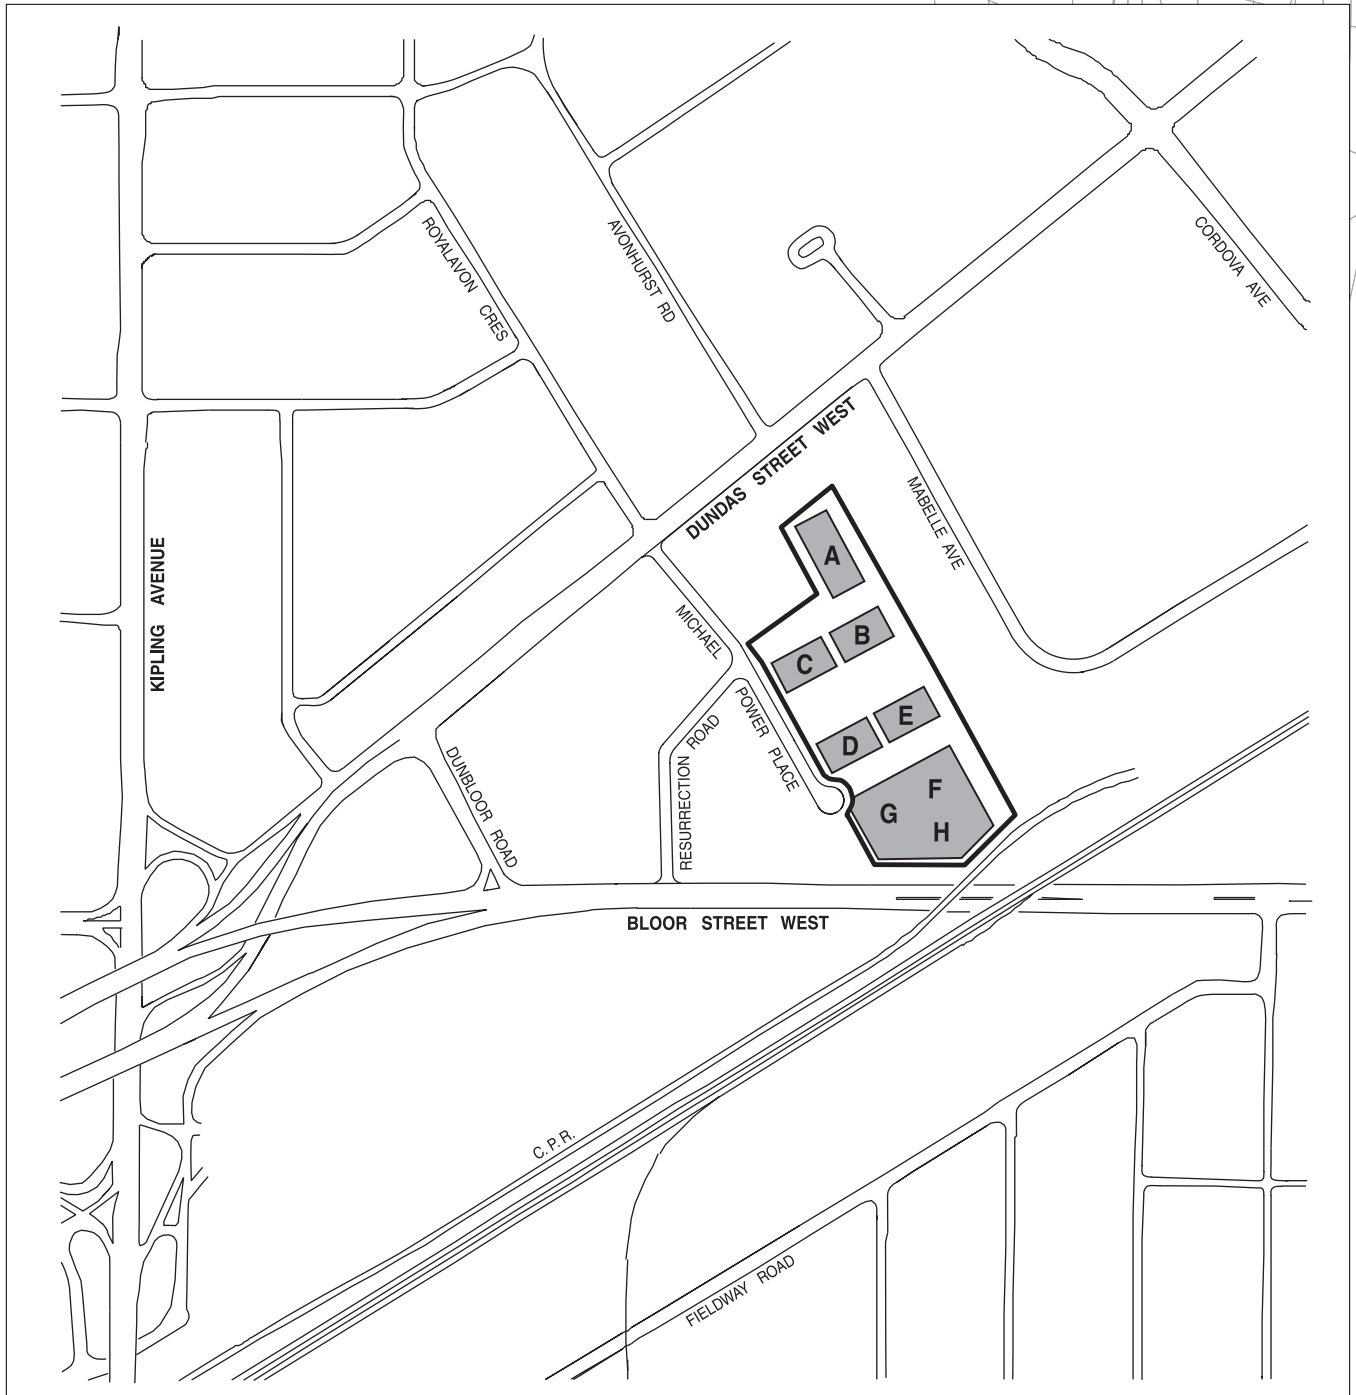 CORDOVA AVE
ROYALAVON CRES
AVONHURST RD
DUNDAS STREET WEST
MABELLE AVE
KIPLING AVENUE
A
B
C
MICHAEL
POWER PLACE
E
D
RESURRECTION ROAD
DUNBLOOR ROAD
F
G
H
BLOOR STREET WEST
C.P.R.
FIELDWAY ROAD